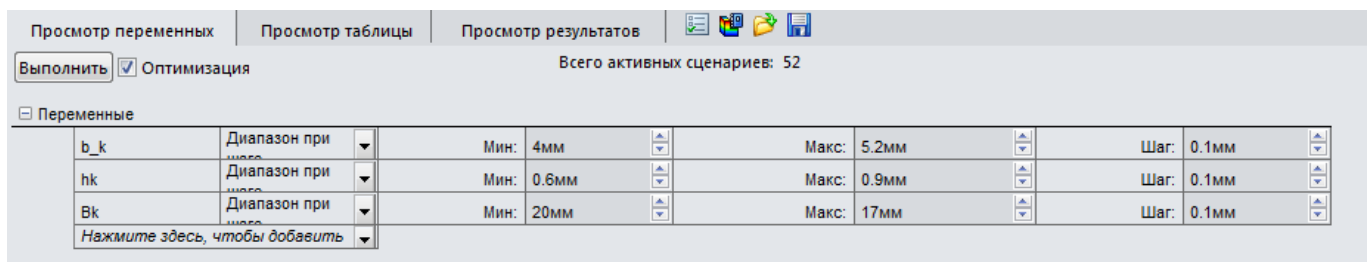 Просмотр переменных Просмотр таблицы Просмотр результатов
Выполнить Оптимизация Всего активных сценариев: 52
Переменные
b_k Диапазон при Мин: 4мм Макс: 5.2мм Шаг: 0.1мм
hk Диапазон при Мин: 0.6мм Макс: 0.9мм Шаг: 0.1мм
Bk Диапазон при Мин: 20мм Макс: 17мм Шаг: 0.1мм
Нажмите здесь, чтобы добавить